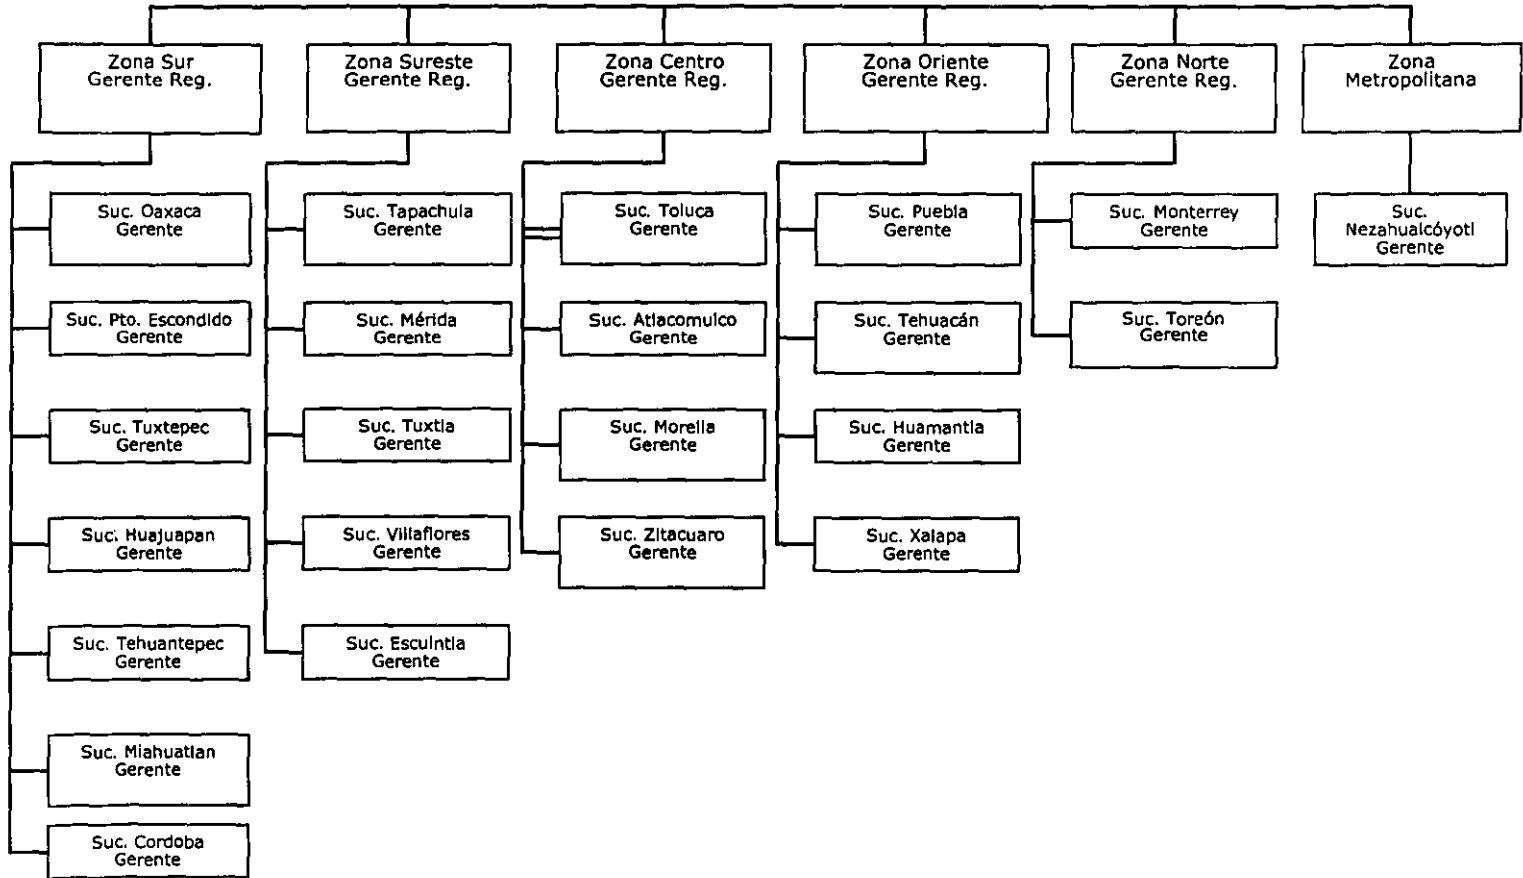 Zona Sur
Gerente Reg.
Zona Sureste
Gerente Reg.
Zona Centro
Gerente Reg.
Zona Oriente
Gerente Reg.
Zona Norte
Gerente Reg.
Zona
Metropolitana
Suc. Oaxaca
Gerente
Suc. Pto. Escondido
Gerente
Suc. Tuxtepec
Gerente
Suc. Huajuapan
Gerente
Suc. Tehuantepec
Gerente
Suc. Miahuatlan
Gerente
Suc. Cordoba
Gerente
Suc. Tapachula
Gerente
Suc. Mérida
Gerente
Suc. Tuxtla
Gerente
Suc. Villaflores
Gerente
Suc. Escuintla
Gerente
Suc. Toluca
Gerente
Suc. Atlacomulco
Gerente
Suc. Morelia
Gerente
Suc. Zitacuaro
Gerente
Suc. Puebla
Gerente
Suc. Tehuacán
Gerente
Suc. Huamantla
Gerente
Suc. Xalapa
Gerente
Suc. Monterrey
Gerente
Suc. Toreón
Gerente
Suc.
Nezahualcóyotl
Gerente